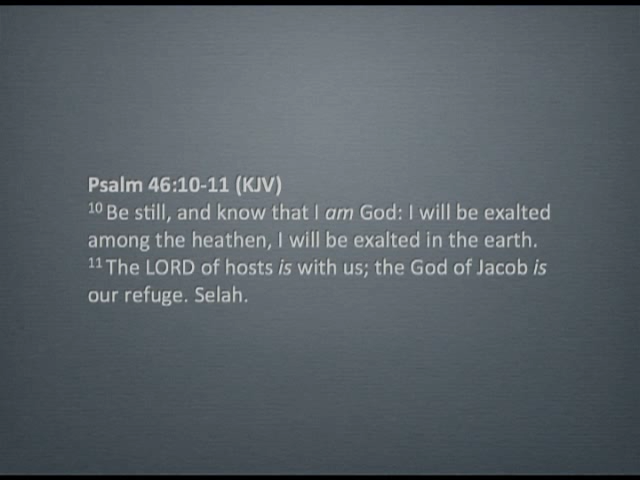 Psalm 46:10-11 (KJV)
10 Be still, and know that I am God: I will be exalted
among the heathen, I will be exalted in the earth.
11 The LORD of hosts is with us; the God of Jacob is
our refuge. Selah.